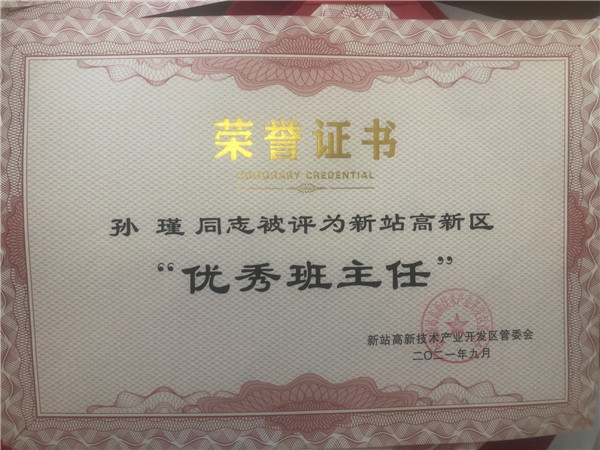 荣誉证书
HONORARY CREDENTIAL
孙 瑾 同志被评为新站高新区
“优秀班主任”
新站高新技术产业开发区管委会
二〇二一年九月